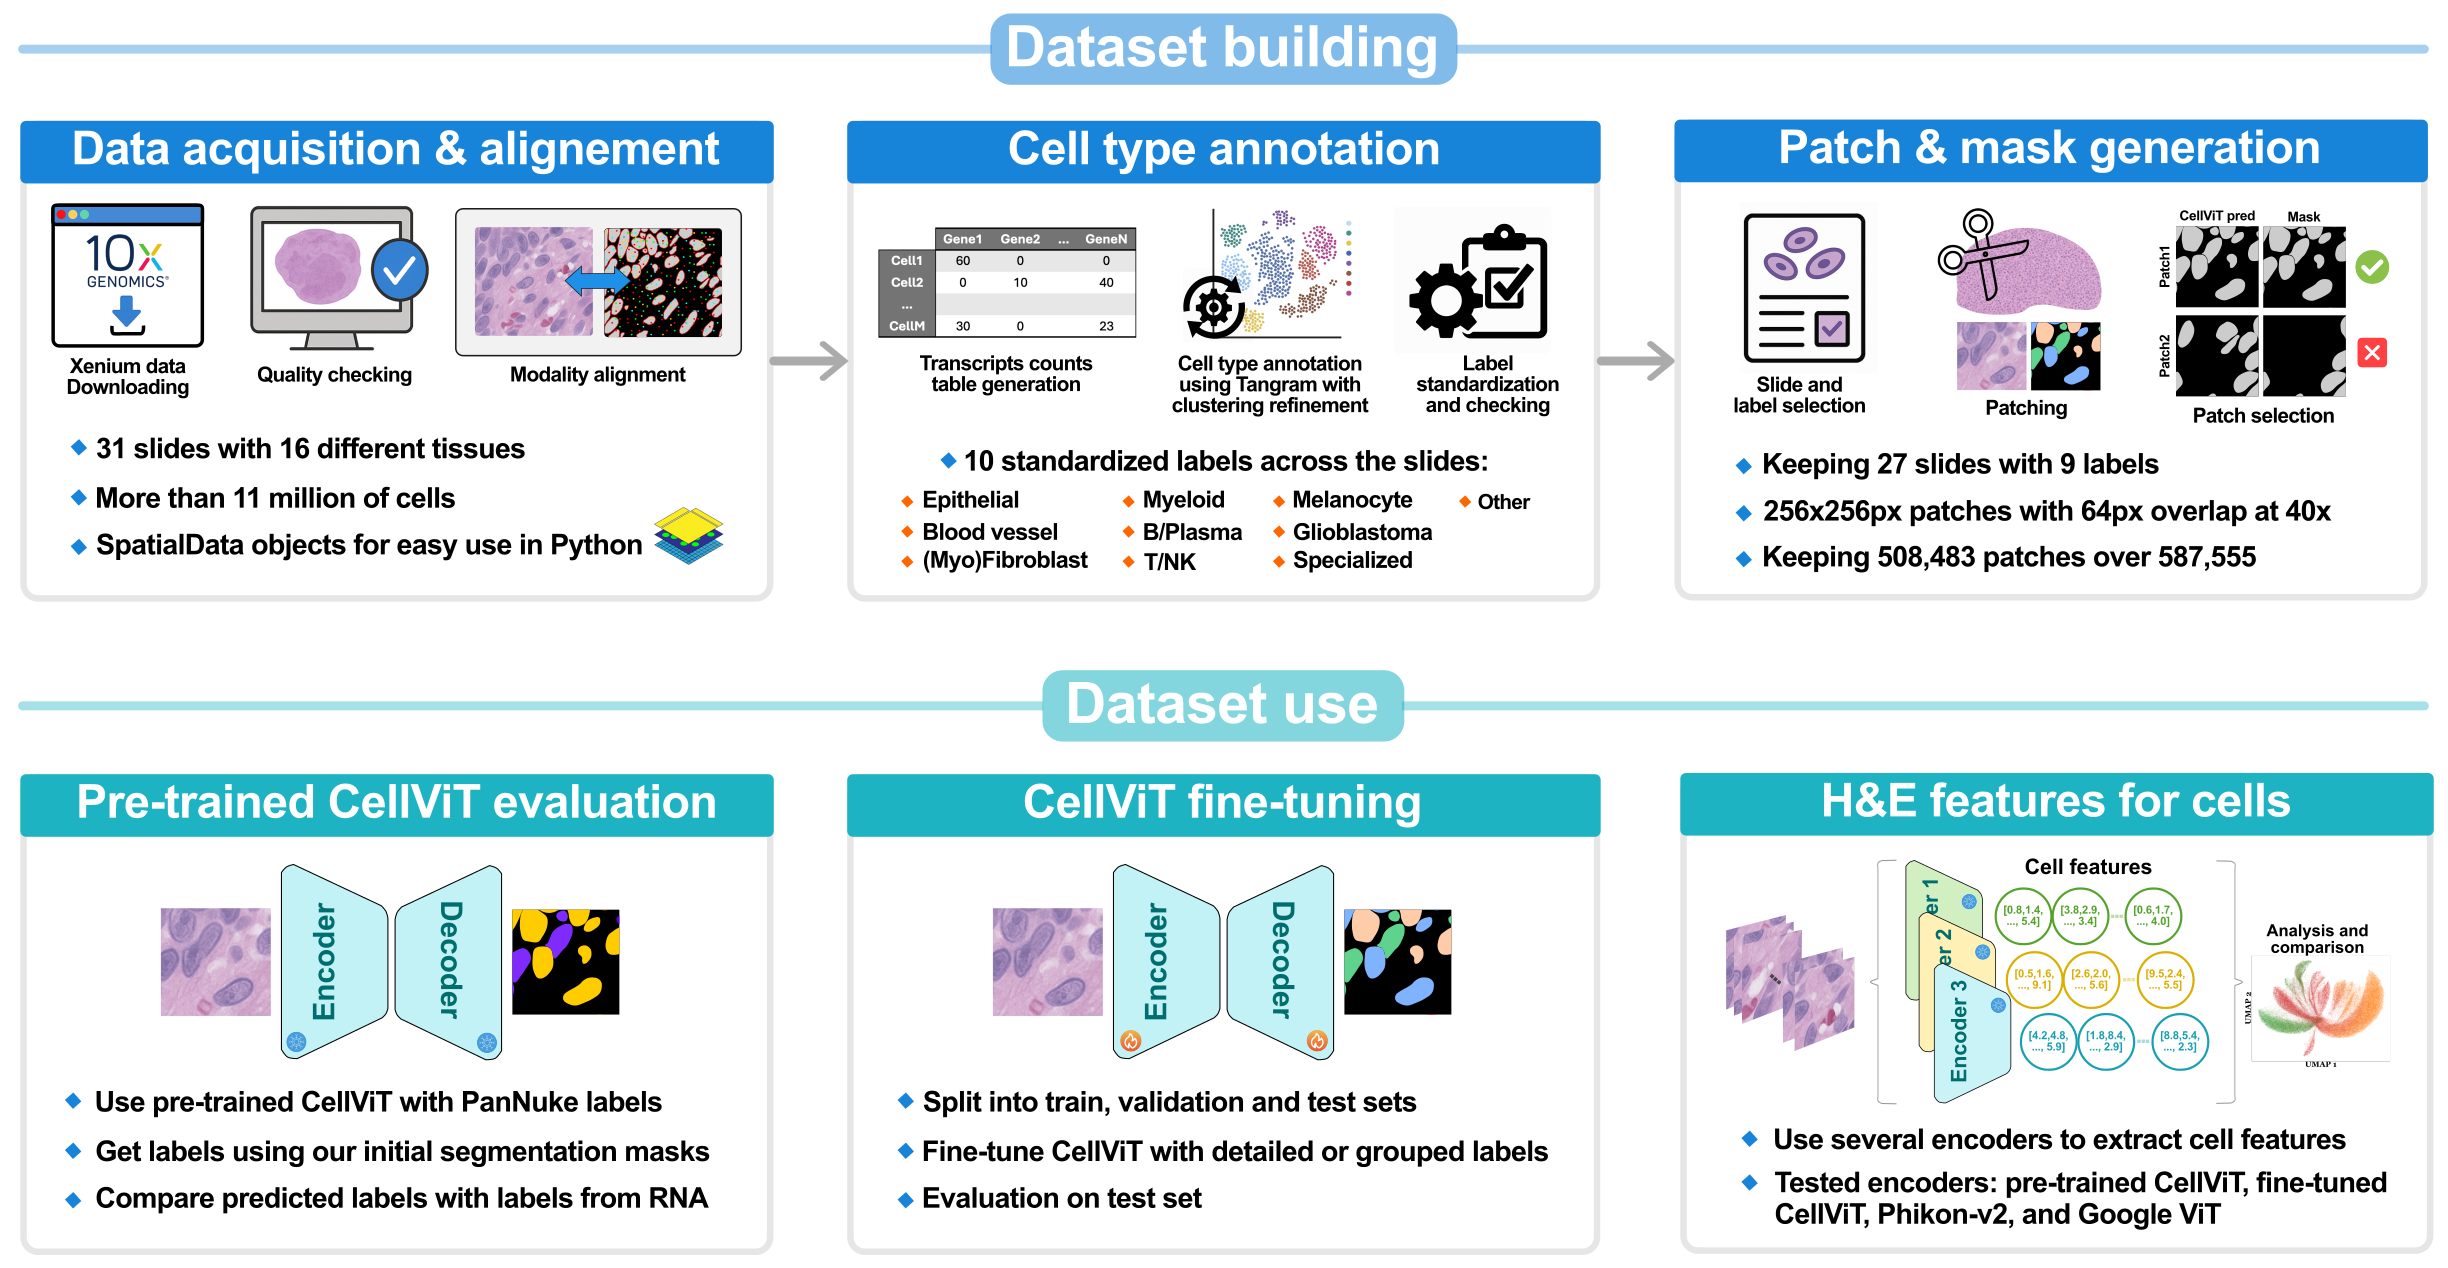 Dataset building
Data acquisition & alignement
10x
GENOMICS®
Xenium data
Downloading
Quality checking
Modality alignment
31 slides with 16 different tissues
More than 11 million of cells
SpatialData objects for easy use in Python
Cell type annotation
Gene1 Gene2 ... GeneN
Cell1 60 0 0
Cell2 0 10 40
...
CellM 30 0 23
Transcripts counts
table generation
Cell type annotation
using Tangram with
clustering refinement
Label
standardization
and checking
10 standardized labels across the slides:
Epithelial Myeloid Melanocyte Other
Blood vessel B/Plasma Glioblastoma
(Myo)Fibroblast T/NK Specialized
Patch & mask generation
CellViT pred Mask
Patch1
Patch2
Slide and
label selection
Patching
Patch selection
Keeping 27 slides with 9 labels
256x256px patches with 64px overlap at 40x
Keeping 508,483 patches over 587,555
Dataset use
Pre-trained CellViT evaluation
Encoder
Decoder
Use pre-trained CellViT with PanNuke labels
Get labels using our initial segmentation masks
Compare predicted labels with labels from RNA
CellViT fine-tuning
Encoder
Decoder
Split into train, validation and test sets
Fine-tune CellViT with detailed or grouped labels
Evaluation on test set
H&E features for cells
Cell features
er 1
er 2
Encoder 3
[0.8,1.4, ..., 5.4] [3.8,2.9, ..., 3.4] [0.6,1.7, ..., 4.0]
[0.5,1.6, ..., 9.1] [2.6,2.0, ..., 5.6] [9.5,2.4, ..., 5.5]
[4.2,4.8, ..., 5.9] [1.8,8.4, ..., 2.9] [8.8,5.4, ..., 2.3]
Analysis and
comparison
UMAP 2
UMAP 1
Use several encoders to extract cell features
Tested encoders: pre-trained CellViT, fine-tuned
CellViT, Phikon-v2, and Google ViT